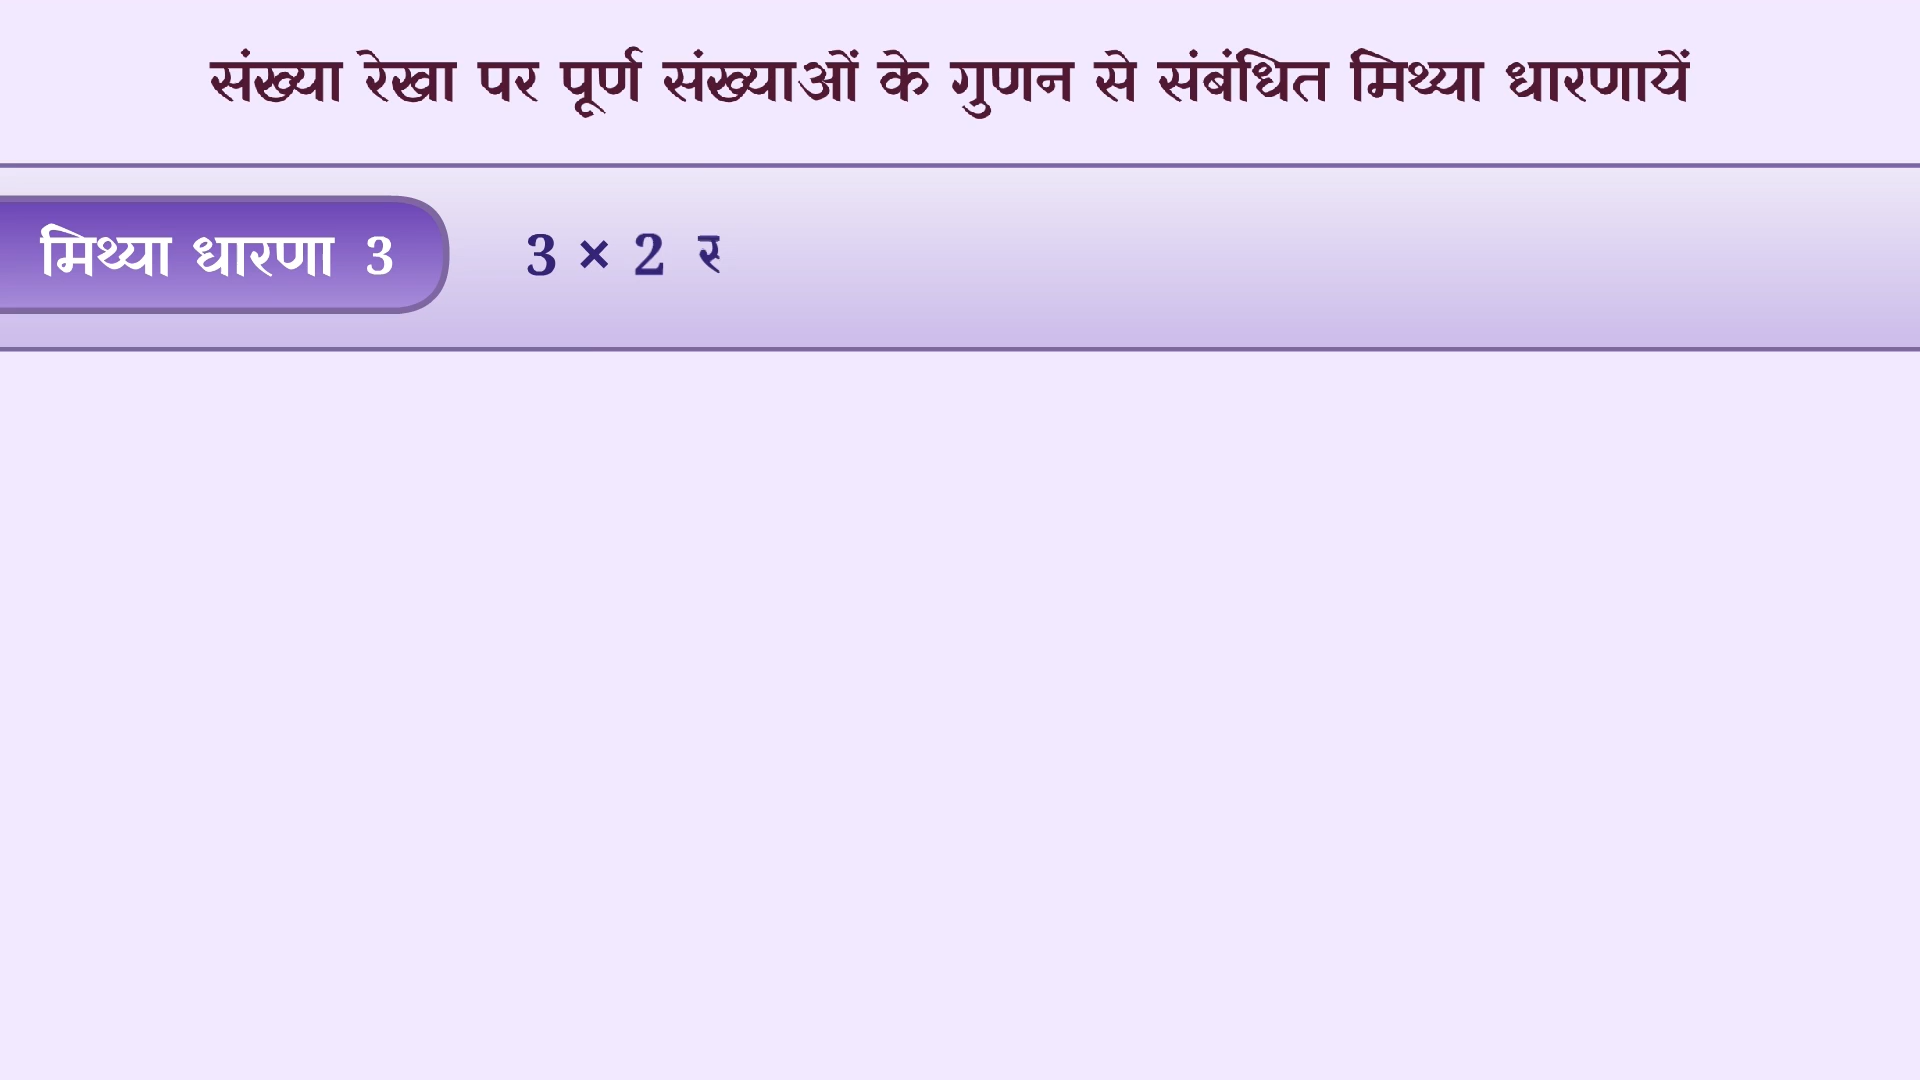 संख्या रेखा पर पूर्ण संख्याओं के गुणन से संबंधित मिथ्या धारणायें
मिथ्या धारणा 3
3 × 2